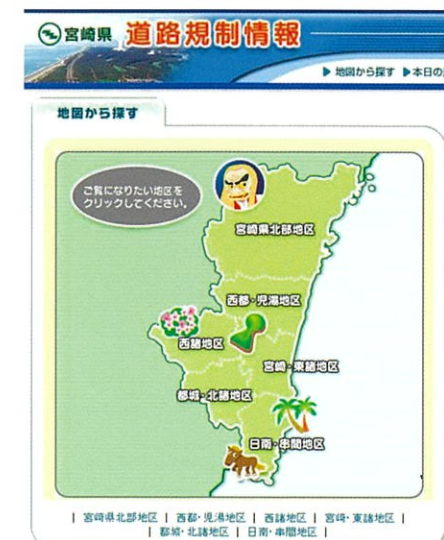 宮崎県 道路規制情報
▶ 地図から探す ▶本日の
地図から探す
ご覧になりたい地区を
クリックしてください。
宮崎県北部地区
西都・児湯地区
西諸地区
宮崎・東諸地区
都城・北諸地区
日南・串間地区
| 宮崎県北部地区 | 西都・児湯地区 | 西諸地区 | 宮崎・東諸地区 |
| 都城・北諸地区 | 日南・串間地区 |